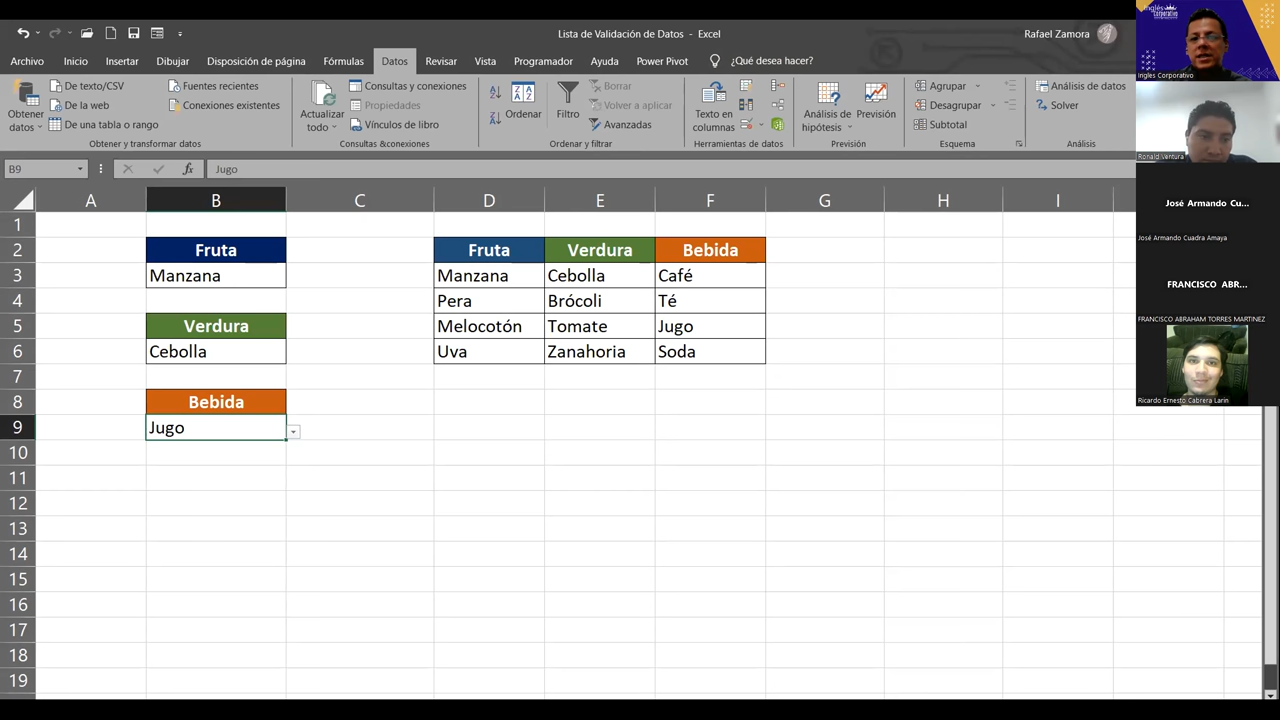 Lista de Validación de Datos - Excel
Rafael Zamora
Archivo Inicio Insertar Dibujar Disposición de página Fórmulas Datos Revisar Vista Programador Ayuda Power Pivot ¿Qué desea hacer?
Obtener datos
De texto/CSV
De la web
De una tabla o rango
Fuentes recientes
Conexiones existentes
Obtener y transformar datos
Actualizar todo
Consultas y conexiones
Propiedades
Vínculos de libro
Consultas &conexiones
Ordenar
Filtro
Borrar
Volver a aplicar
Avanzadas
Ordenar y filtrar
Texto en columnas
Herramientas de datos
Análisis de hipótesis
Previsión
Previsión
Agrupar
Desagrupar
Subtotal
Esquema
Análisis de datos
Solver
Análisis
B9 fx Jugo
A B C D E F G H I
1
2 Fruta Fruta Verdura Bebida
3 Manzana Manzana Cebolla Café
4 Pera Brócoli Té
5 Verdura Melocotón Tomate Jugo
6 Cebolla Uva Zanahoria Soda
7
8 Bebida
9 Jugo
10
11
12
13
14
15
16
17
18
19
Inglés
corporativo
Ingles Corporativo
Ronald Ventura
José Armando Cu...
José Armando Cuadra Amaya
FRANCISCO ABR...
FRANCISCO ABRAHAM TORRES MARTINEZ
Ricardo Ernesto Cabrera Larin